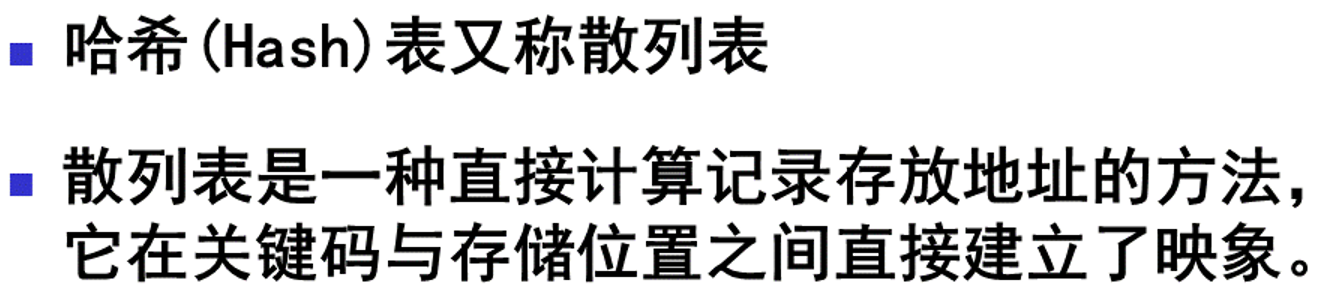 哈希(Hash)表又称散列表
散列表是一种直接计算记录存放地址的方法，
它在关键码与存储位置之间直接建立了映象。